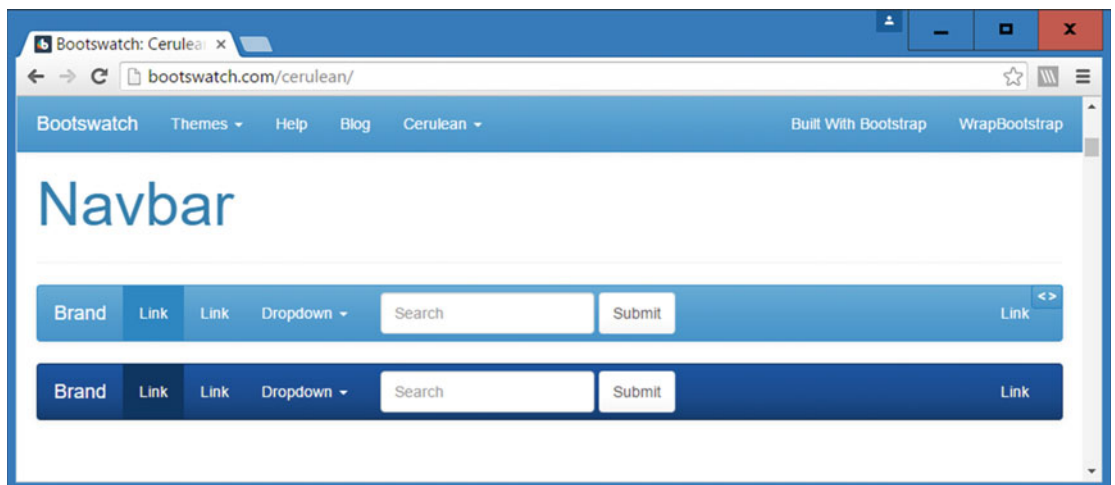 Bootswatch: Cerulea
bootswatch.com/cerulean/
Bootswatch Themes Help Blog Cerulean Built With Bootstrap WrapBootstrap
Navbar
<>
Brand Link Link Dropdown Search Submit Link
Brand Link Link Dropdown Search Submit Link